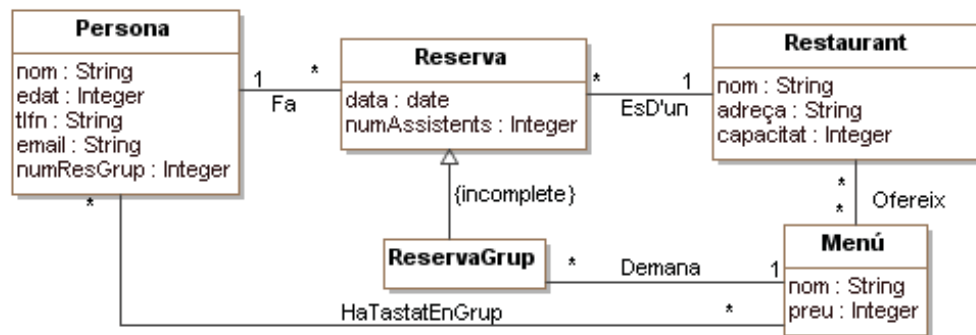 Persona
nom : String
edat : Integer
tlfn : String
email : String
numResGrup : Integer
1
*
Fa
Reserva
data : date
numAssistents : Integer
*
1
EsD'un
Restaurant
nom : String
adreça : String
capacitat : Integer
{incomplete}
*
*
Ofereix
ReservaGrup
*
Demana
1
Menú
nom : String
preu : Integer
*
HaTastatEnGrup
*